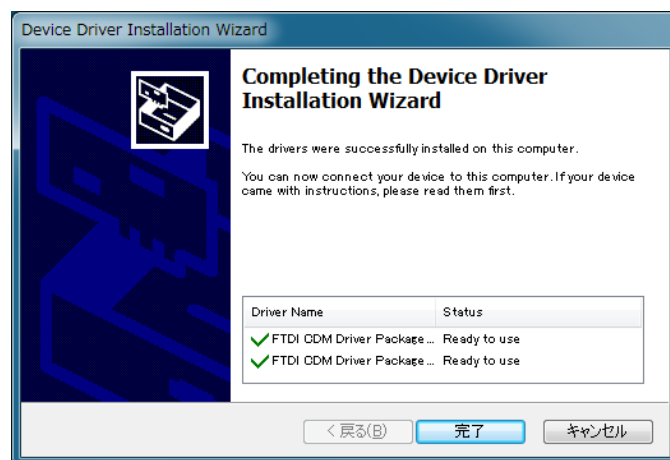 Device Driver Installation Wizard
Completing the Device Driver
Installation Wizard
The drivers were successfully installed on this computer.
You can now connect your device to this computer. If your device
came with instructions, please read them first.
Driver Name Status
FTDI CDM Driver Package... Ready to use
FTDI CDM Driver Package... Ready to use
< 戻る(B) 完了 キャンセル